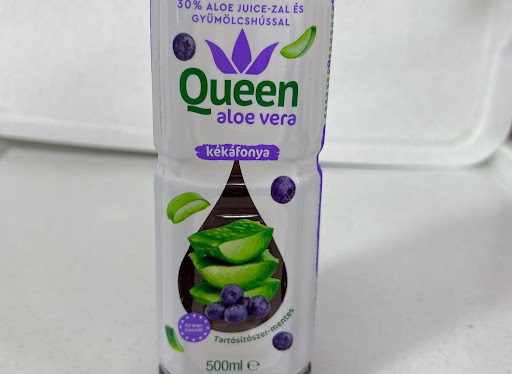 30% ALOE JUICE-ZAL ÉS
GYÜMÖLCSHÚSSAL
Queen
aloe vera
kékáfonya
Tartósítószer-mentes
500ml e